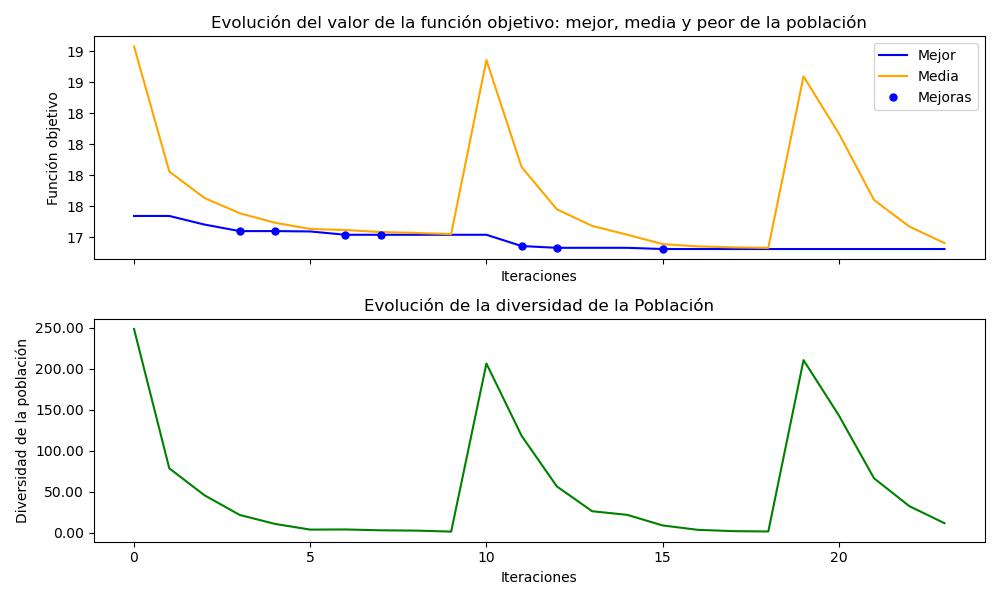 Evolución del valor de la función objetivo: mejor, media y peor de la población
19
19
18
18
18
18
17
Función objetivo
Mejor
Media
Mejoras
Iteraciones
Evolución de la diversidad de la Población
250.00
200.00
150.00
100.00
50.00
0.00
Diversidad de la población
0 5 10 15 20
Iteraciones